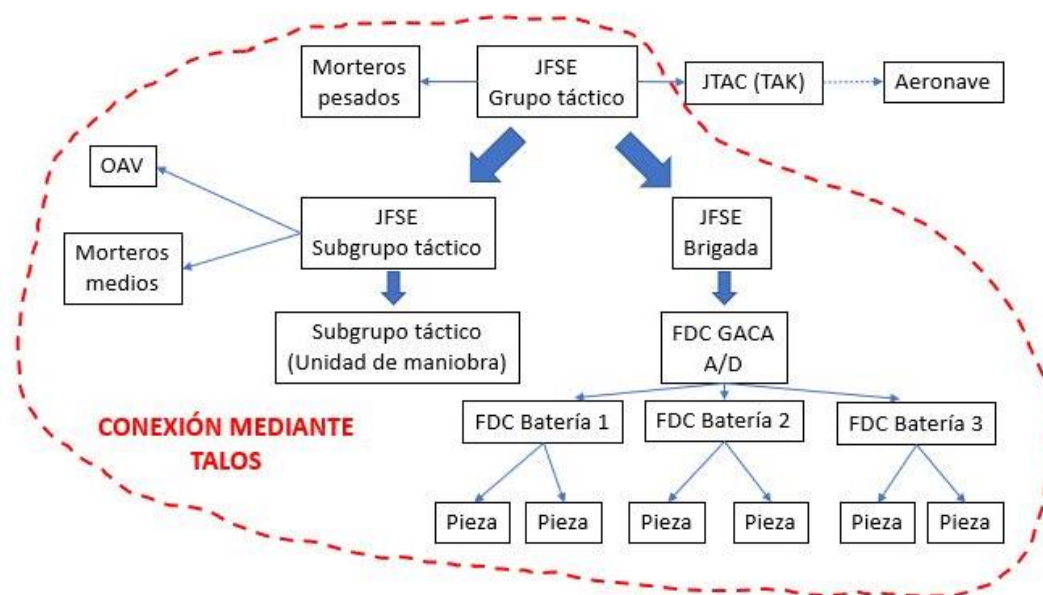 Morteros
pesados
JFSE
Grupo táctico
JTAC (TAK)
Aeronave
OAV
Morteros
medios
JFSE
Subgrupo táctico
JFSE
Brigada
Subgrupo táctico
(Unidad de maniobra)
FDC GACA
A/D
CONEXIÓN MEDIANTE
TALOS
FDC Batería 1
FDC Batería 2
FDC Batería 3
Pieza
Pieza
Pieza
Pieza
Pieza
Pieza